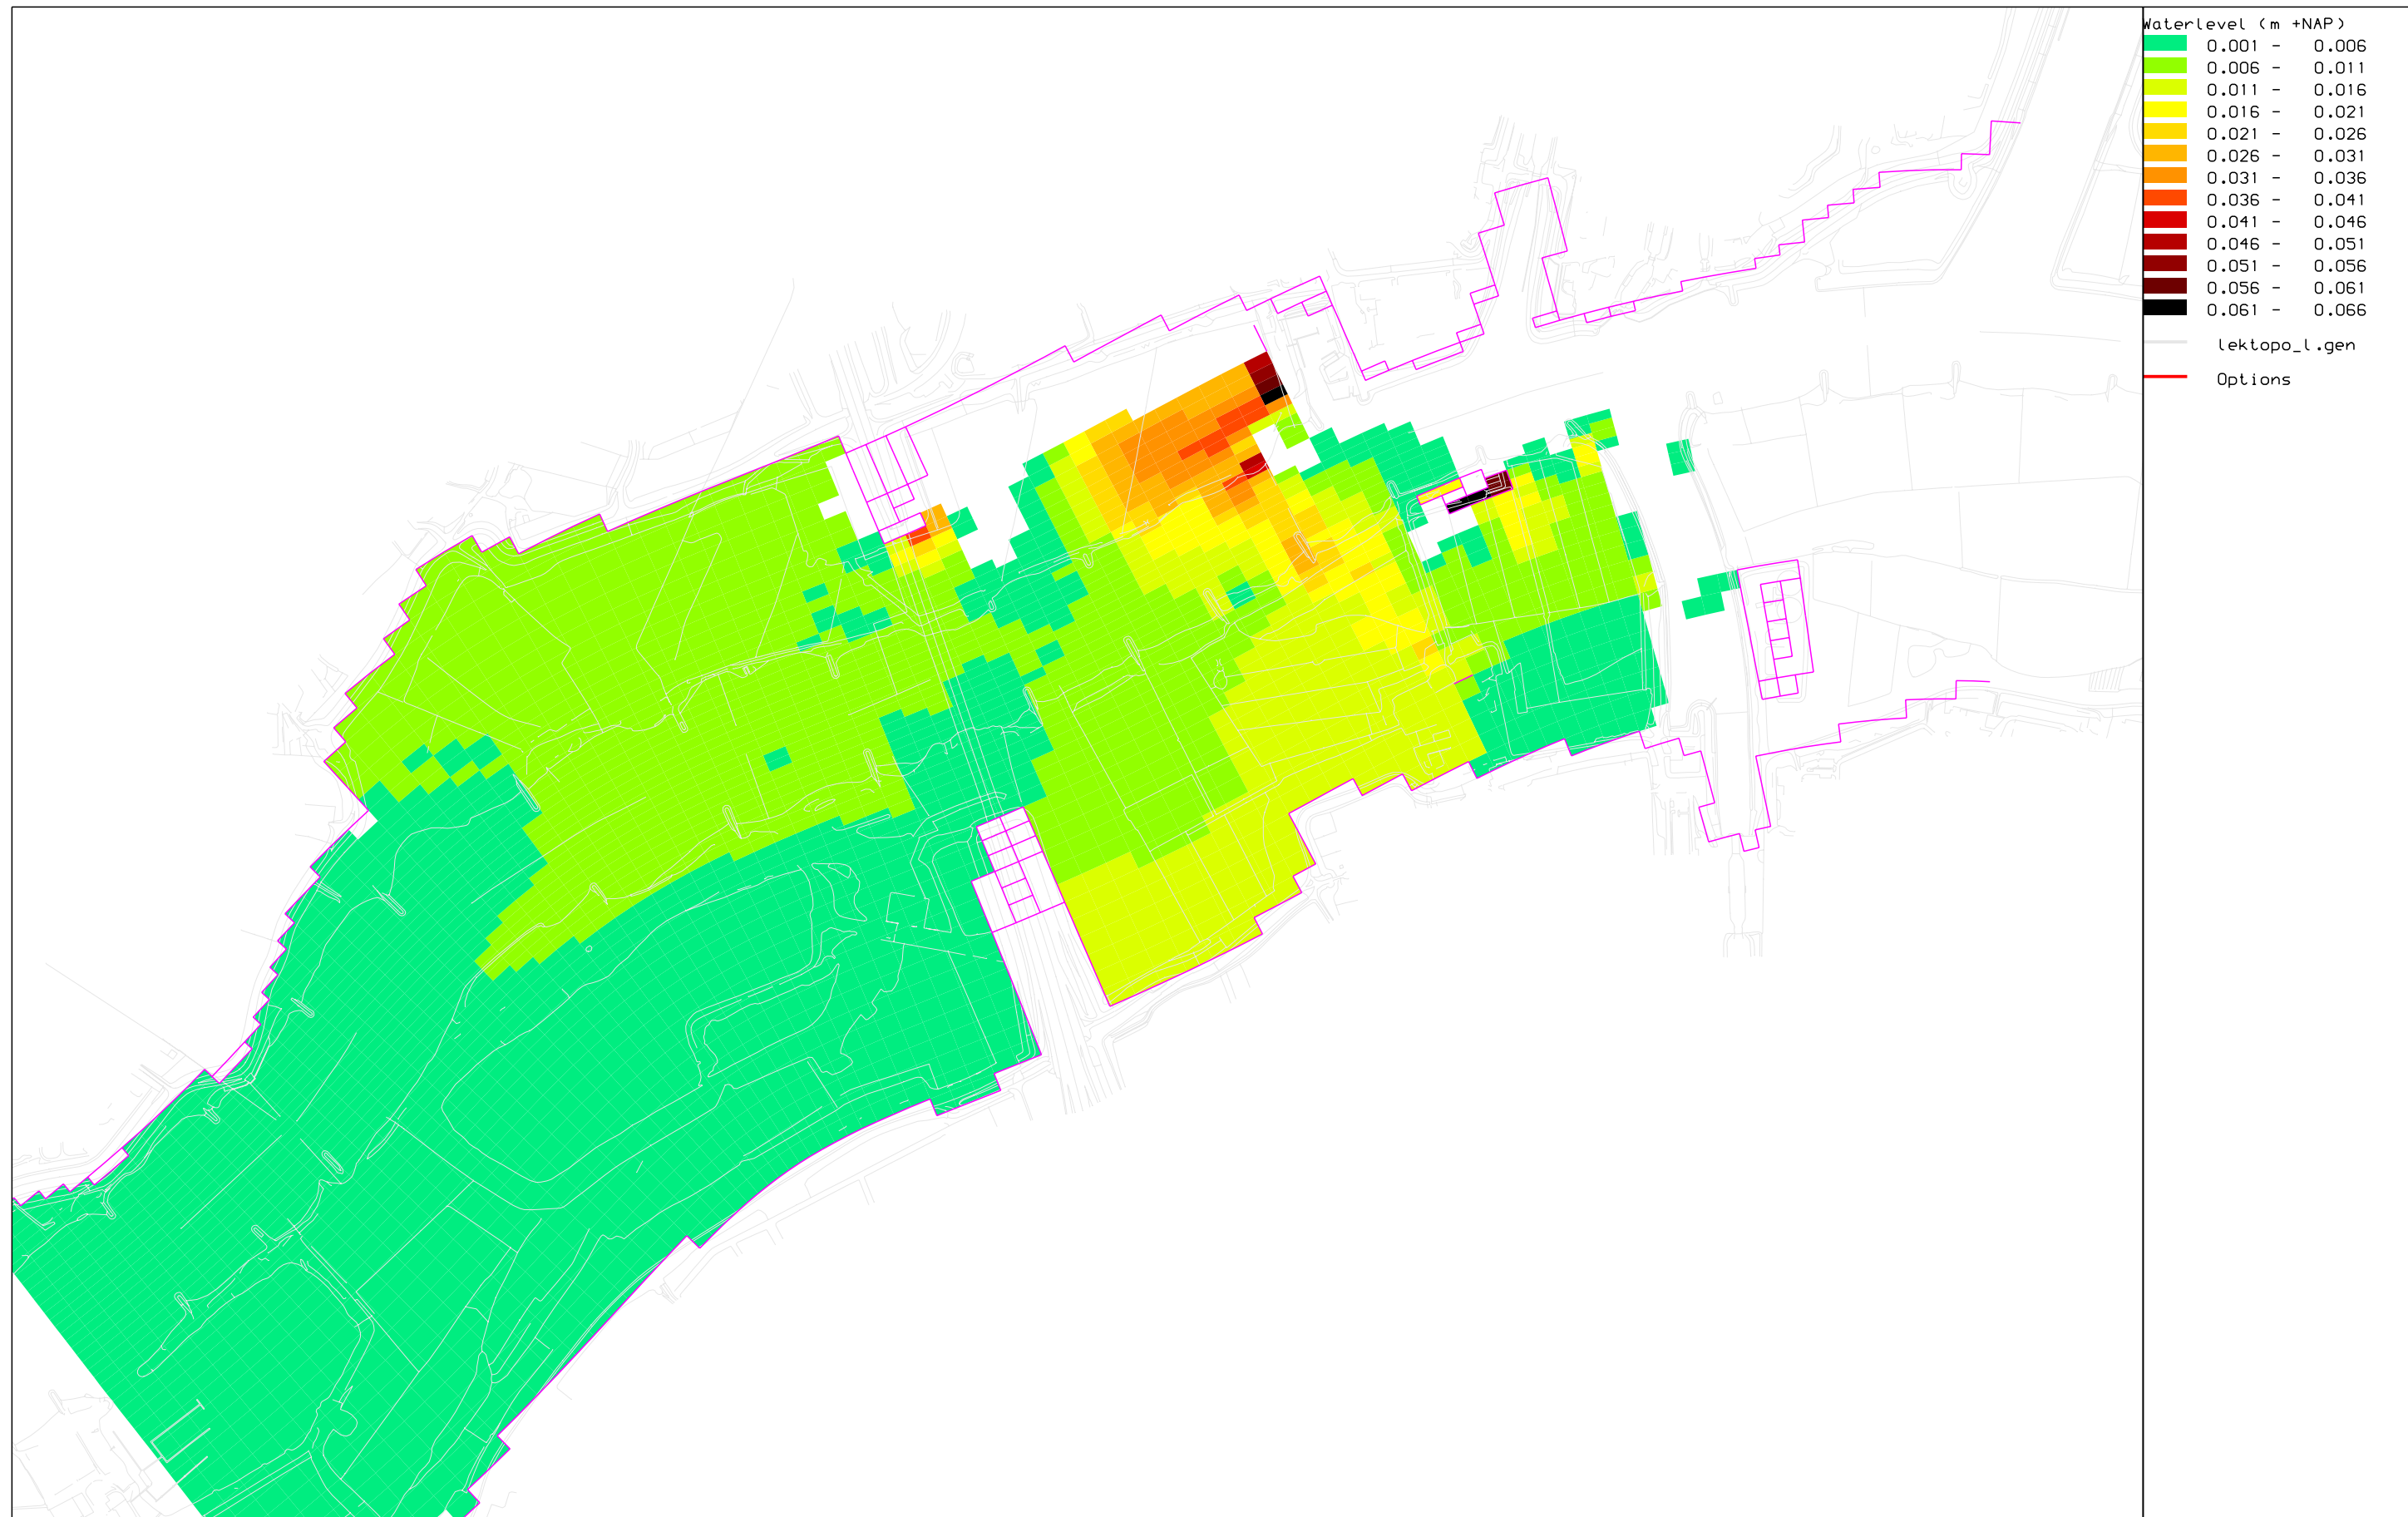 Waterlevel (m +NAP)
0.001 - 0.006
0.006 - 0.011
0.011 - 0.016
0.016 - 0.021
0.021 - 0.026
0.026 - 0.031
0.031 - 0.036
0.036 - 0.041
0.041 - 0.046
0.046 - 0.051
0.051 - 0.056
0.056 - 0.061
0.061 - 0.066
lektopo_l.gen
Options